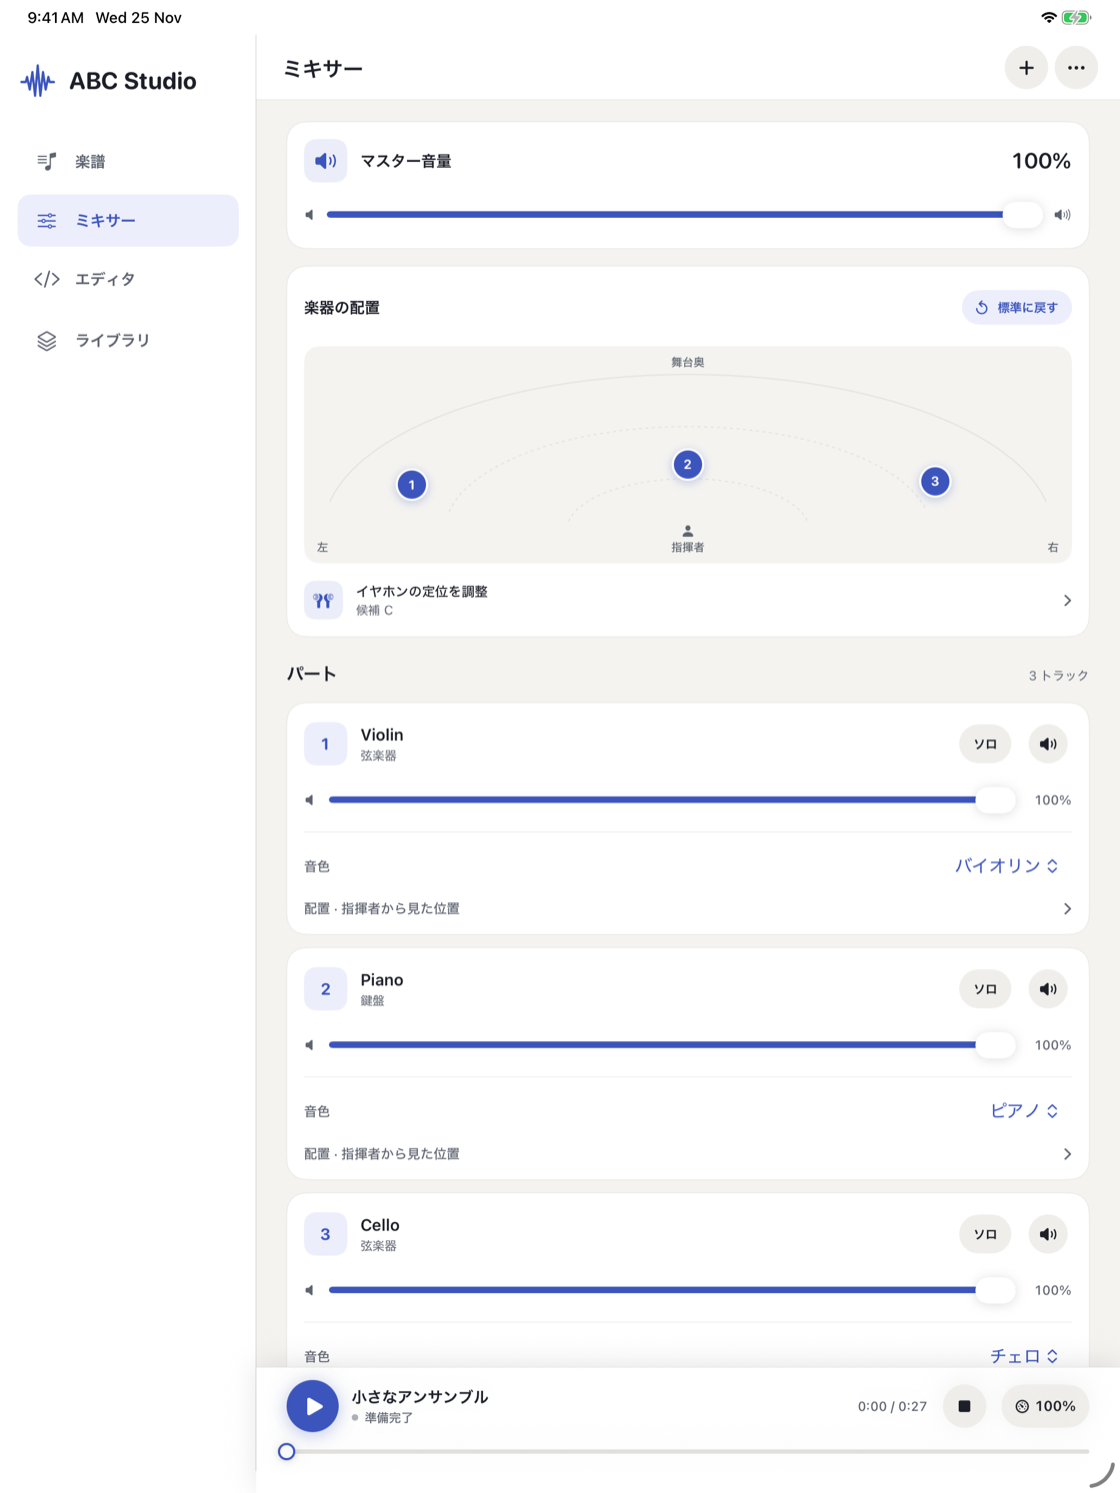 9:41 AM Wed 25 Nov
ABC Studio
楽譜
ミキサー
エディタ
ライブラリ
ミキサー
マスター音量
100%
楽器の配置
標準に戻す
舞台奥
1
2
3
左
指揮者
右
イヤホンの定位を調整
候補 C
パート
3 トラック
1
Violin
弦楽器
ソロ
100%
音色
バイオリン
配置 · 指揮者から見た位置
2
Piano
鍵盤
ソロ
100%
音色
ピアノ
配置 · 指揮者から見た位置
3
Cello
弦楽器
ソロ
100%
音色
チェロ
小さなアンサンブル
準備完了
0:00 / 0:27
100%